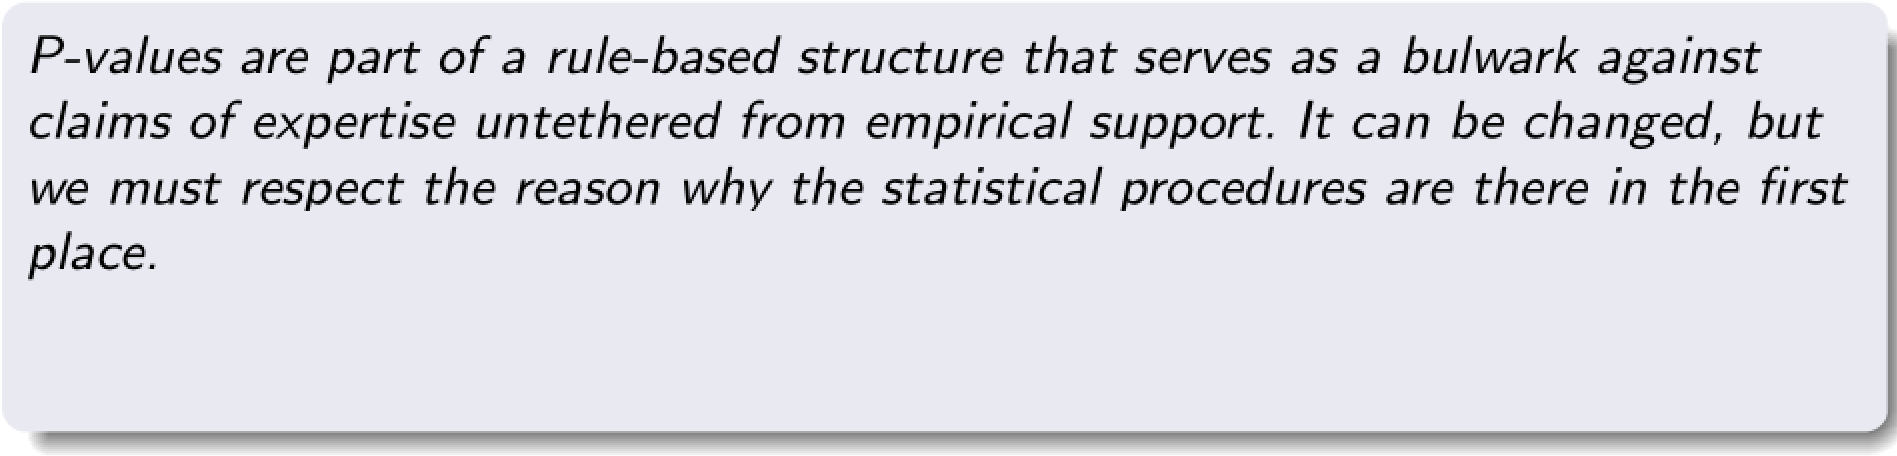 P-values are part of a rule-based structure that serves as a bulwark against
claims of expertise untethered from empirical support. It can be changed, but
we must respect the reason why the statistical procedures are there in the first
place.